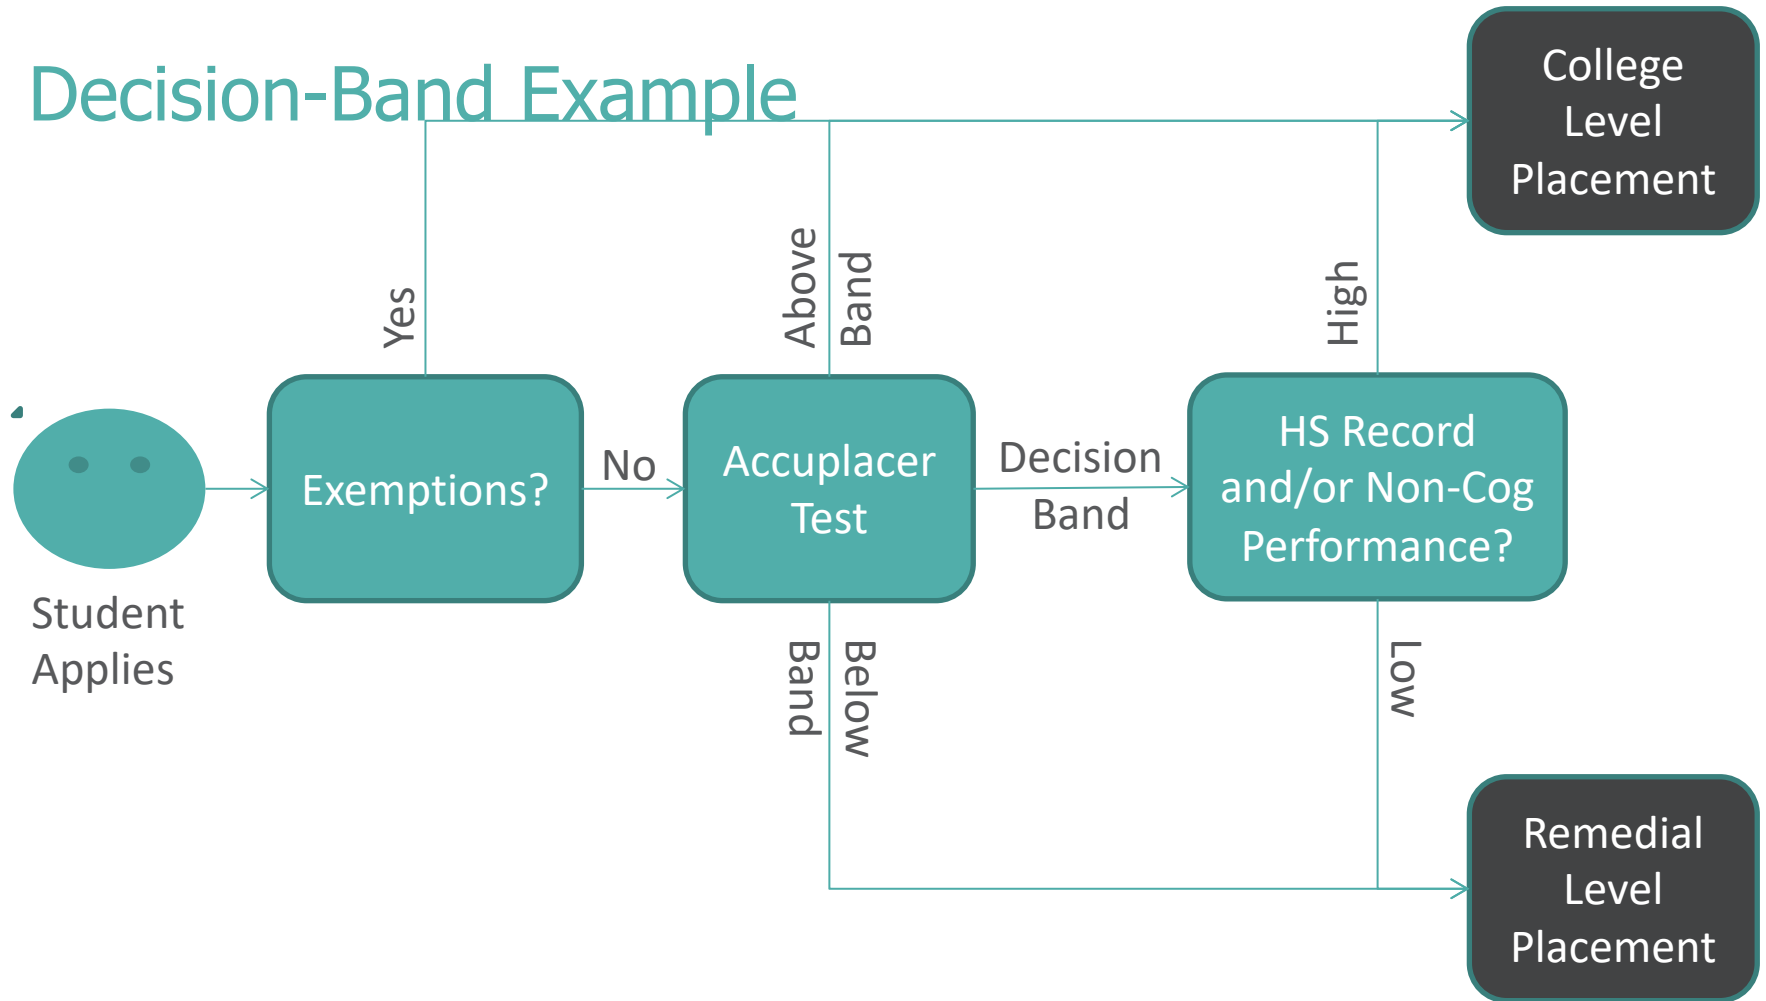 Decision-Band Example
College
Level
Placement
Yes
Above
Band
High
Student
Applies
Exemptions?
No
Accuplacer
Test
Decision
Band
HS Record
and/or Non-Cog
Performance?
Below
Band
Low
Remedial
Level
Placement